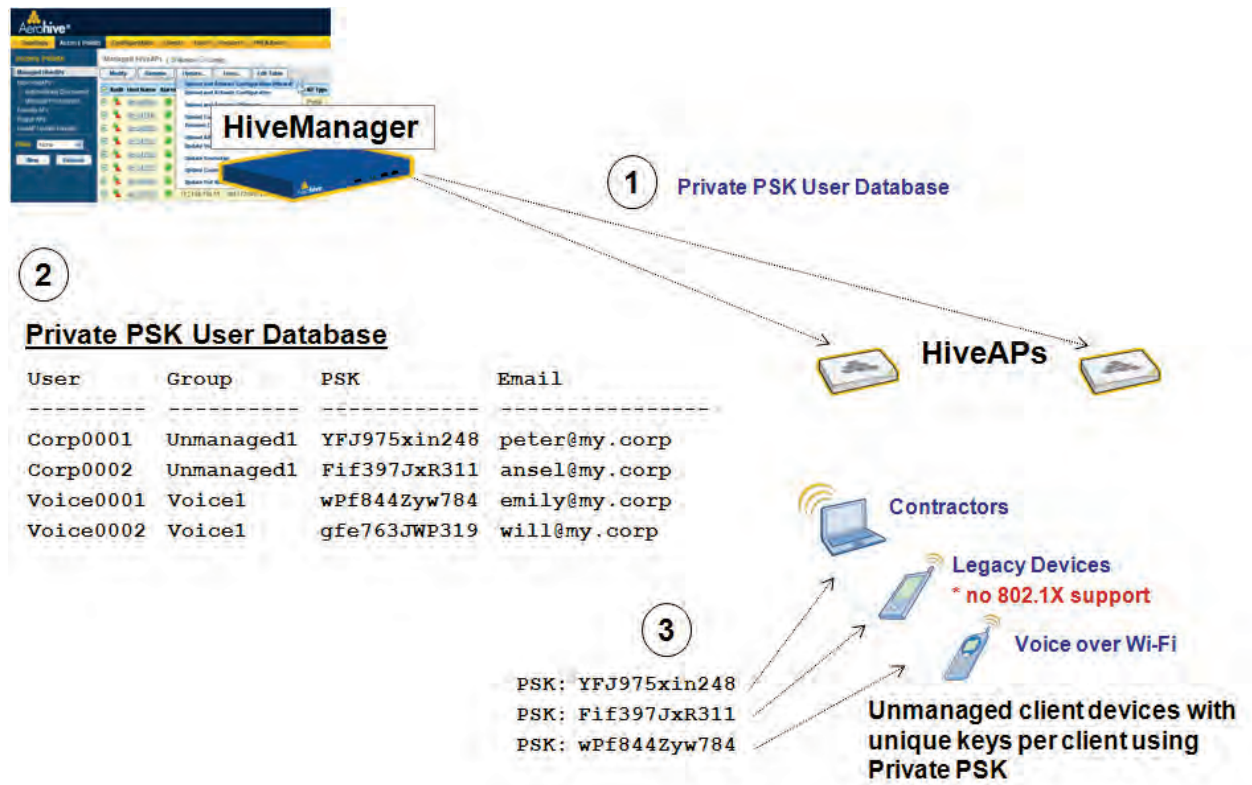 Aerohive
HiveManager
1
Private PSK User Database
2
Private PSK User Database
User Group PSK Email
--------- ---------- ------------ -----------------
Corp0001 Unmanaged1 YFJ975xin248 peter@my.corp
Corp0002 Unmanaged1 Fif397JxR311 ansel@my.corp
Voice0001 Voice1 wPf844Zyw784 emily@my.corp
Voice0002 Voice1 gfe763JWP319 will@my.corp
HiveAPs
Contractors
Legacy Devices
* no 802.1X support
Voice over Wi-Fi
3
PSK: YFJ975xin248
PSK: Fif397JxR311
PSK: wPf844Zyw784
Unmanaged client devices with
unique keys per client using
Private PSK